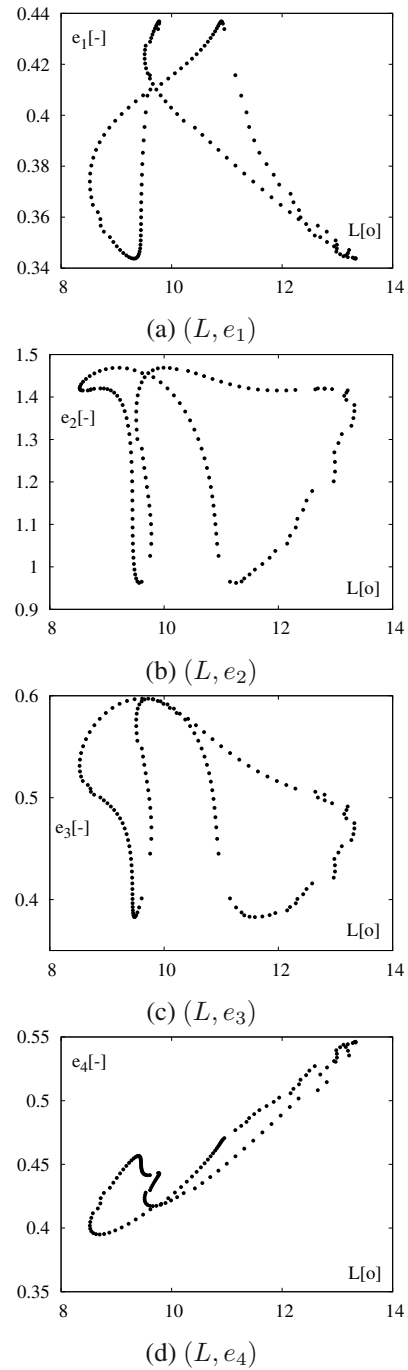 0.44
e1[-]
0.42
0.4
0.38
0.36
L[o]
0.34
8 10 12 14
(a) (L, e1)
1.5
1.4
e2[-]
1.3
1.2
1.1
1
L[o]
0.9
8 10 12 14
(b) (L, e2)
0.6
0.5
e3[-]
0.4
L[o]
8 10 12 14
(c) (L, e3)
0.55
e4[-]
0.5
0.45
0.4
L[o]
0.35
8 10 12 14
(d) (L, e4)